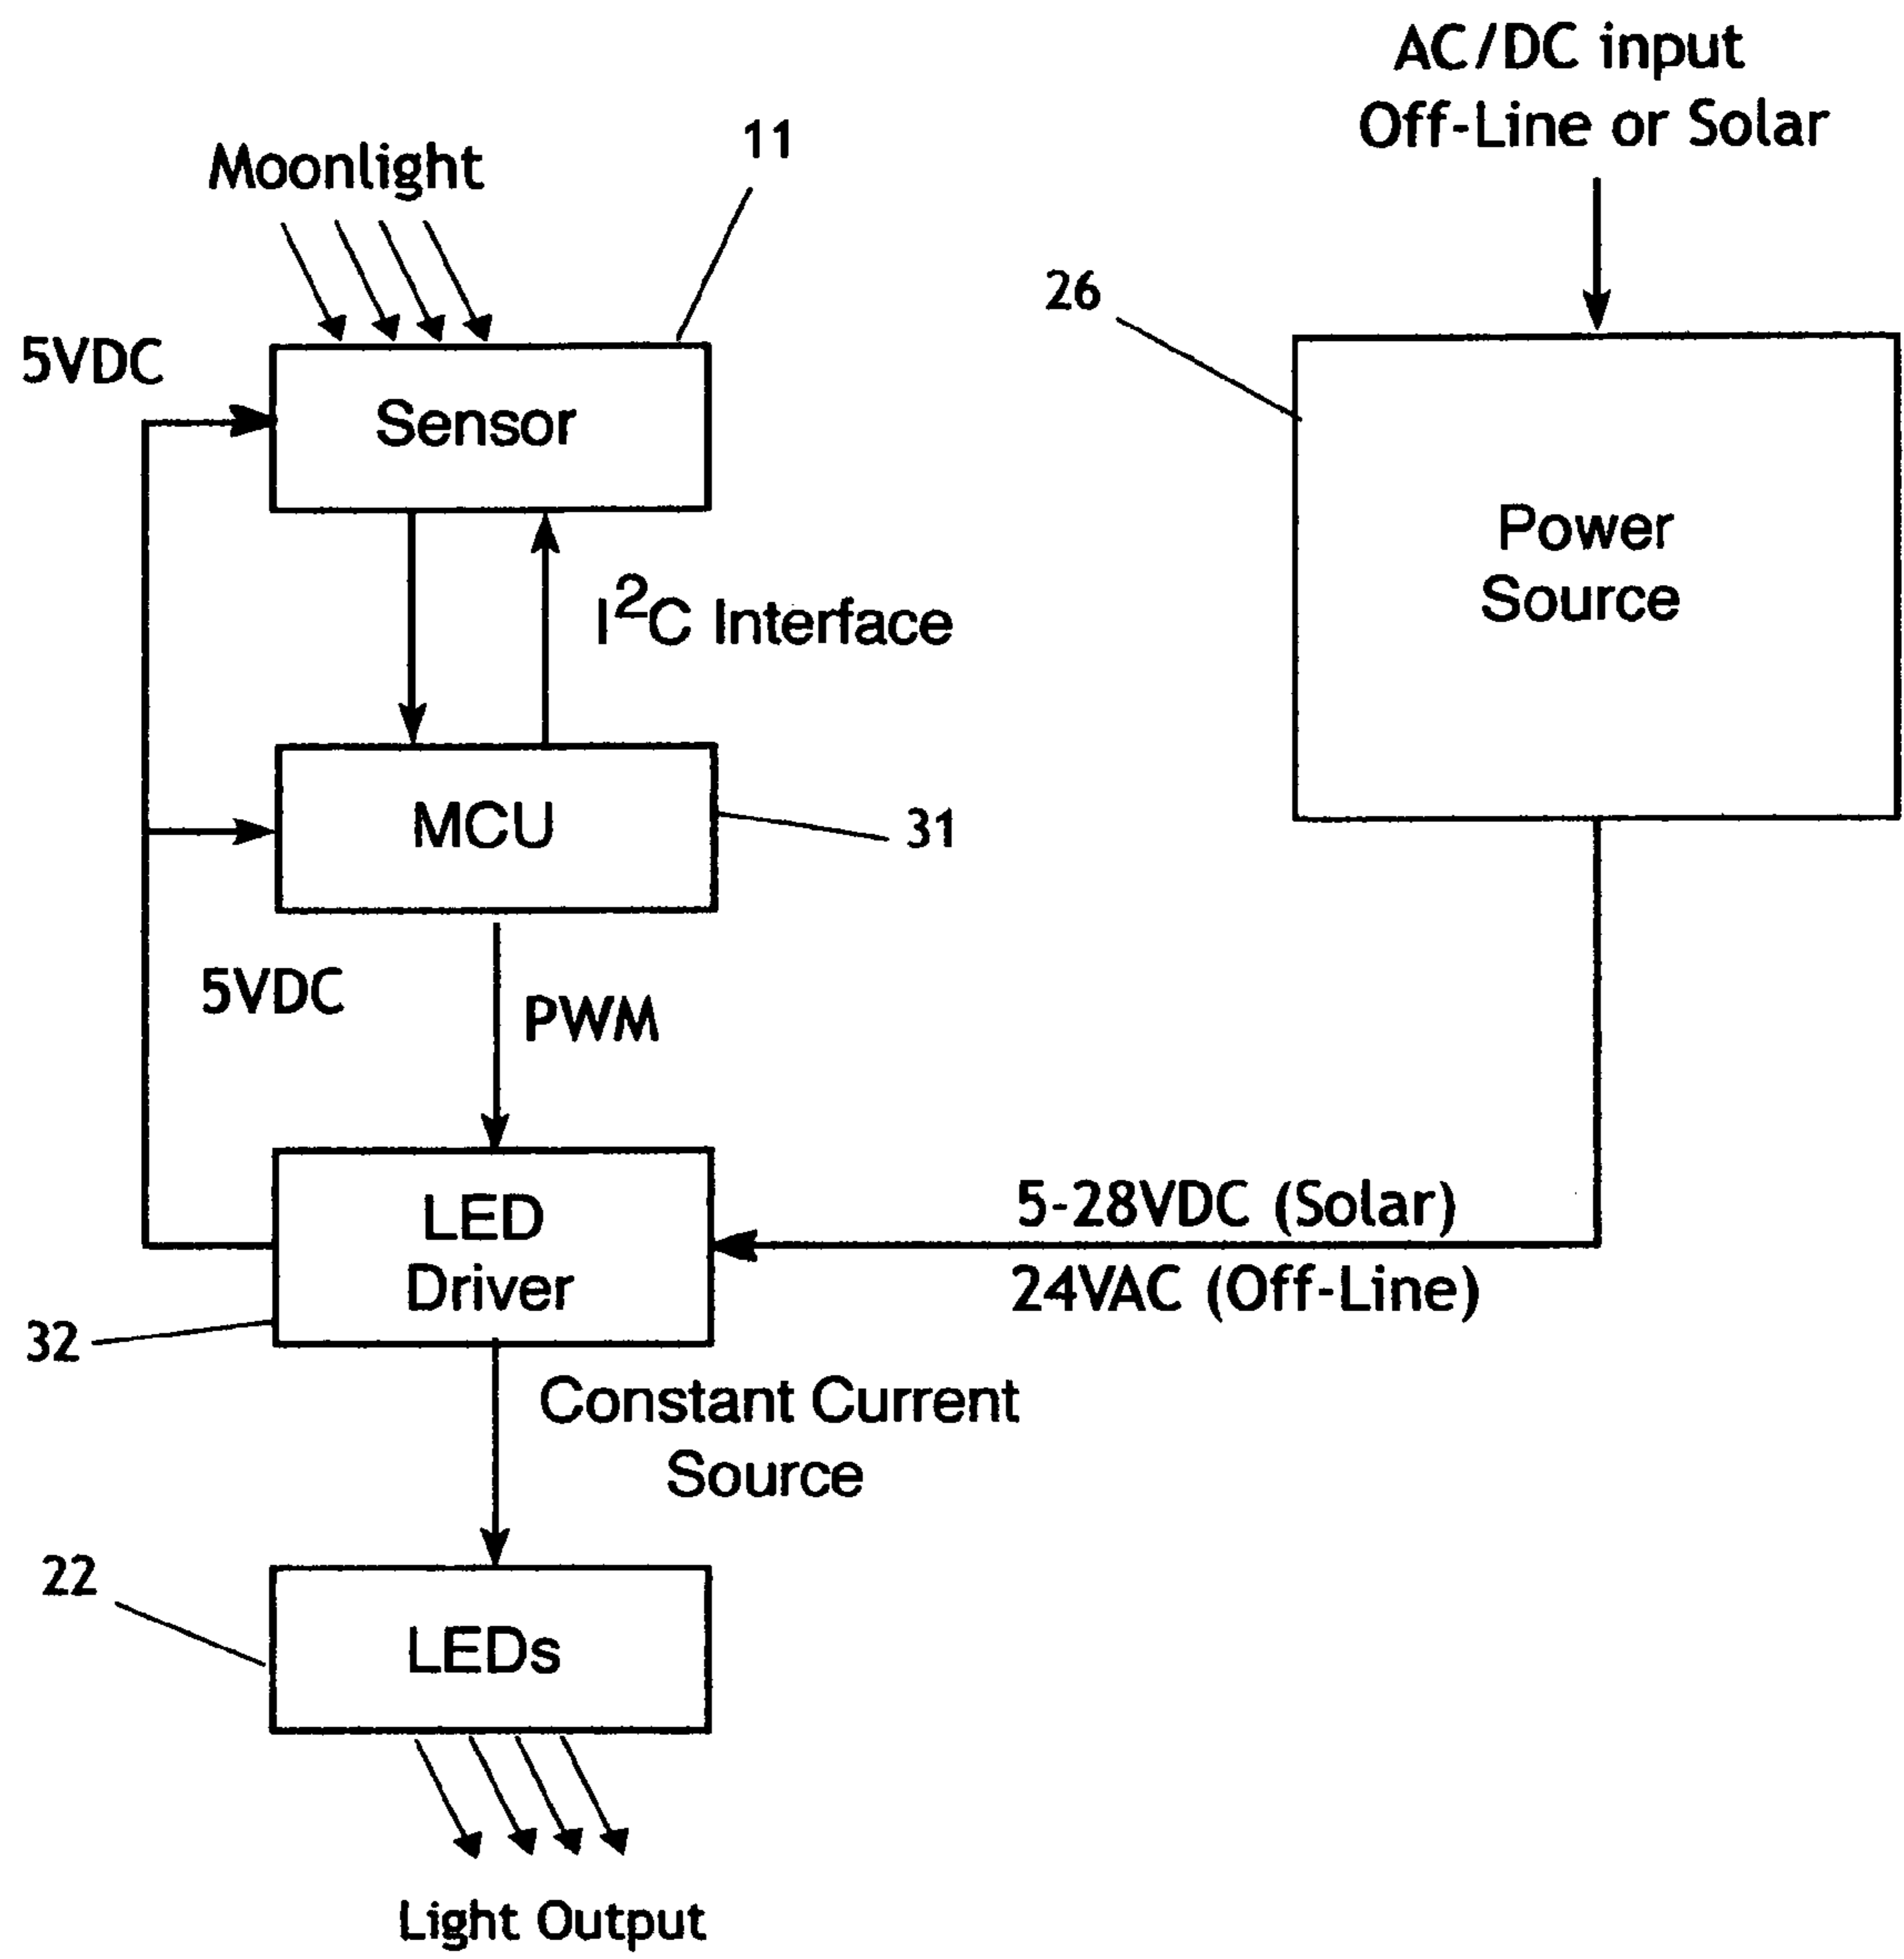 AC/DC input
Off-Line or Solar
Moonlight
11
26
5VDC
Sensor
Power
Source
I²C Interface
MCU
31
5VDC
PWM
LED
Driver
5-28VDC (Solar)
24VAC (Off-Line)
32
Constant Current
Source
22
LEDs
Light Output